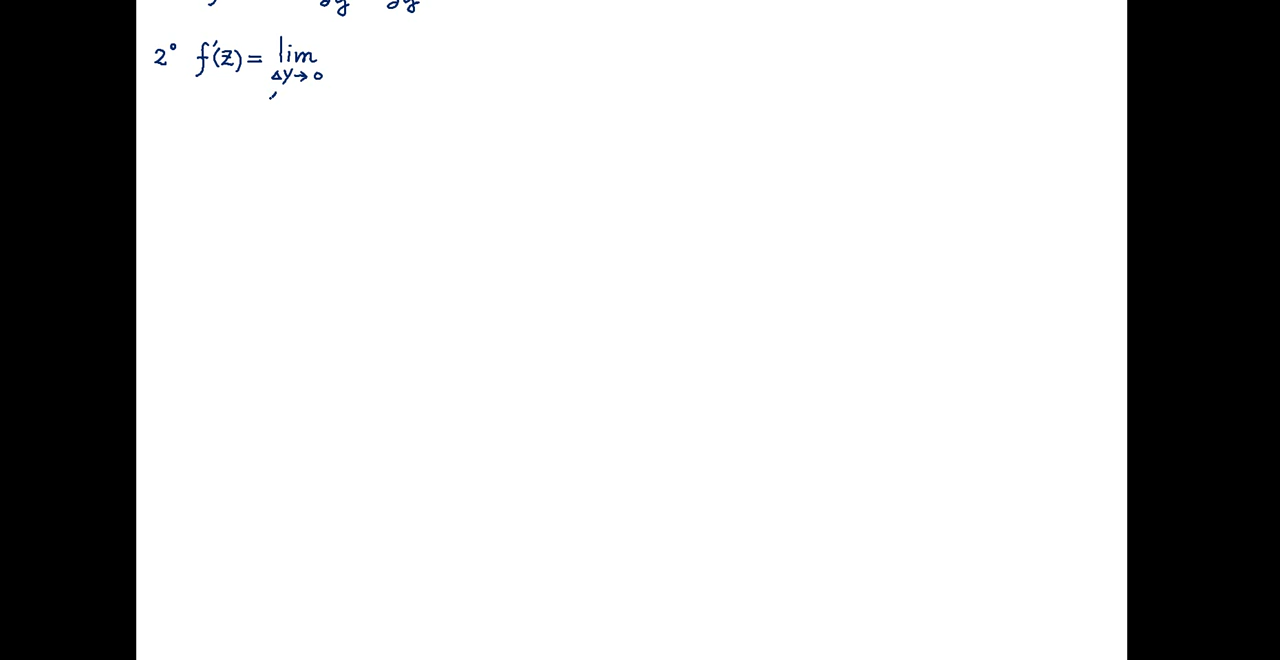 2° f'(z) = lim
Δy→0